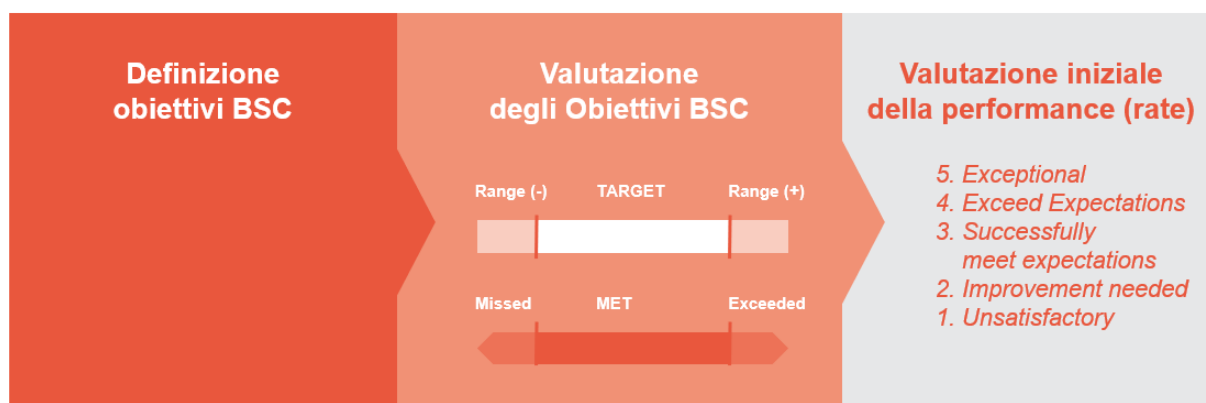 Definizione
obiettivi BSC
Valutazione
degli Obiettivi BSC
Range (-) TARGET Range (+)
Missed MET Exceeded
Valutazione iniziale
della performance (rate)
5. Exceptional
4. Exceed Expectations
3. Successfully
meet expectations
2. Improvement needed
1. Unsatisfactory